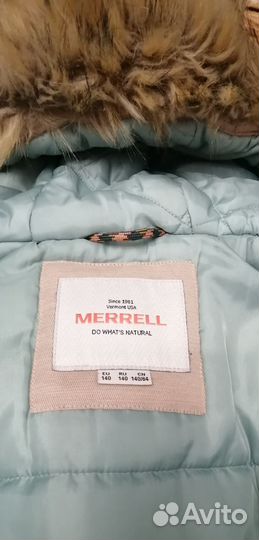 Since 1981
Vermont USA
MERRELL
DO WHAT'S NATURAL
EU RU CN
140 140 140/64
Avito